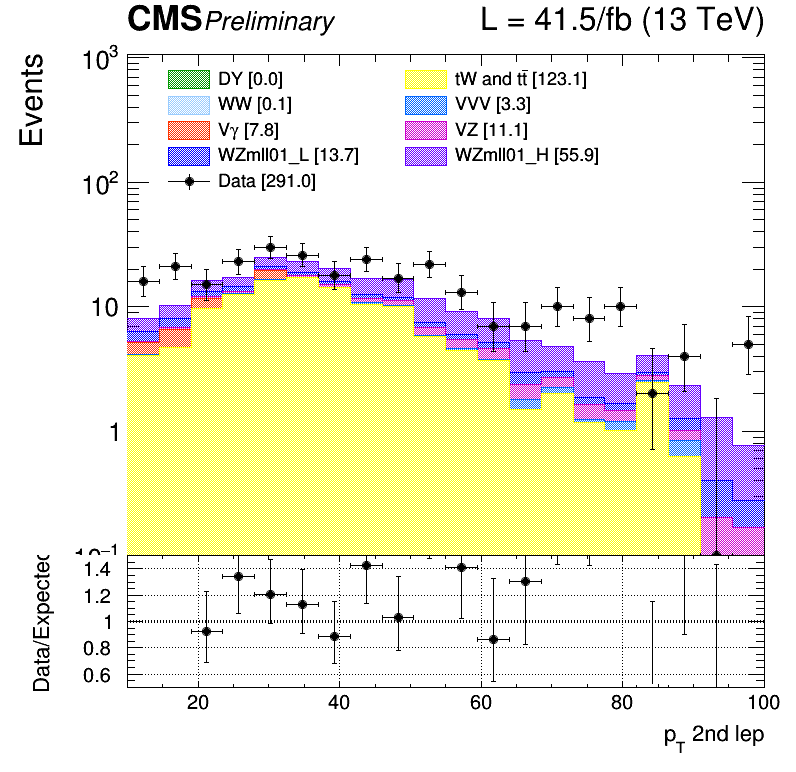 CMS Preliminary L = 41.5/fb (13 TeV)
Events
10³
10²
10
1
10⁻¹
DY [0.0]
tW and tt̄ [123.1]
WW [0.1]
VVV [3.3]
Vγ [7.8]
VZ [11.1]
WZmll01_L [13.7]
WZmll01_H [55.9]
Data [291.0]
Data/Expected
1.4
1.2
1
0.8
0.6
20 40 60 80 100
p_T 2nd lep